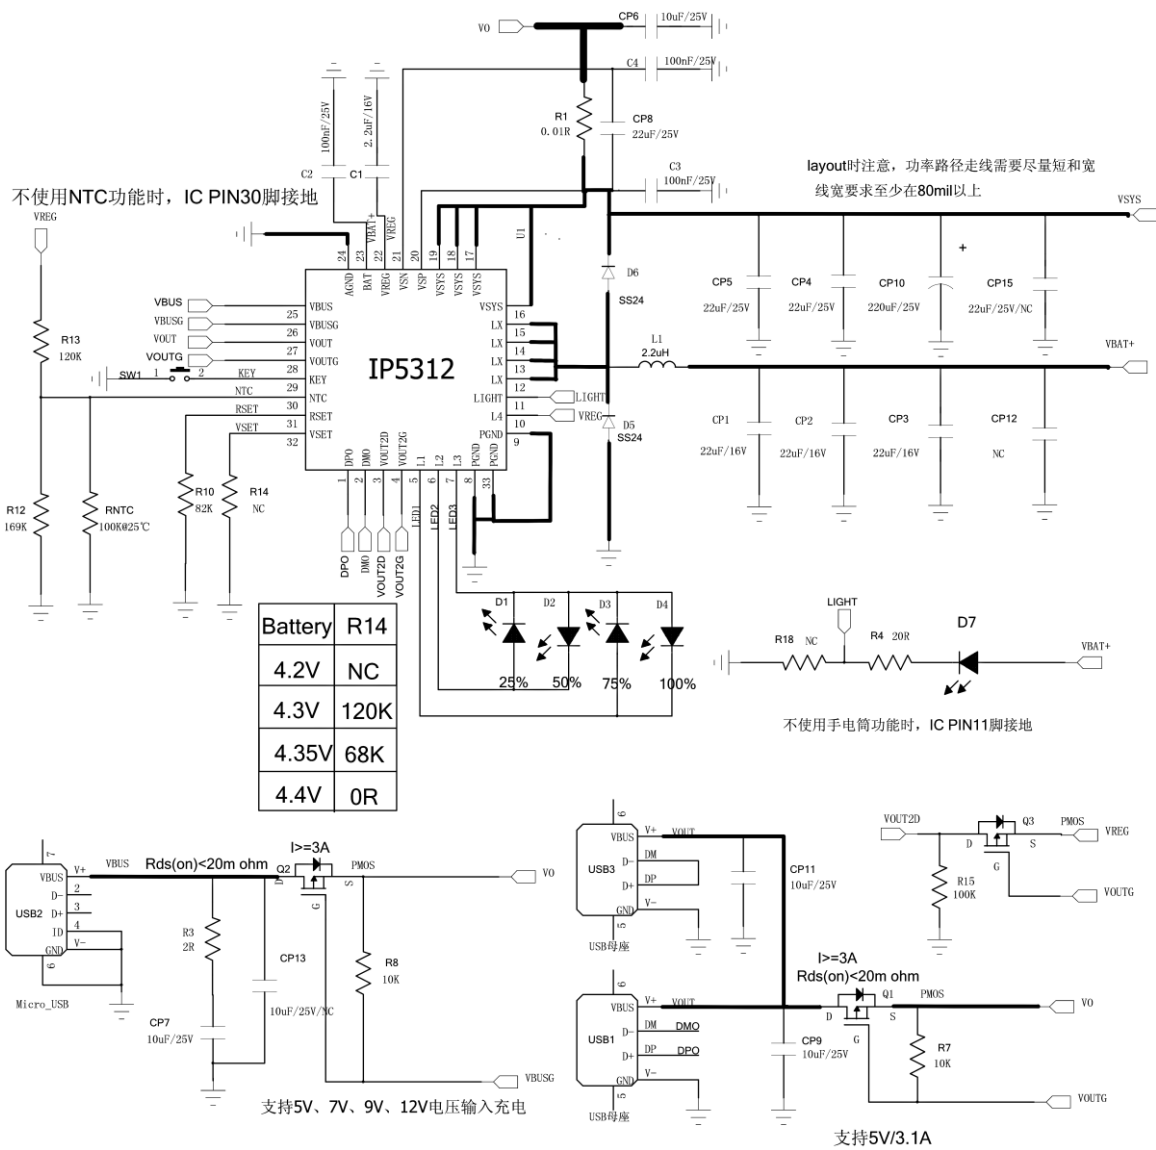 CP6
10uF/25V
VO
C4
100nF/25V
R1
0.01R
CP8
22uF/25V
100nF/25V
2.2uF/16V
C2
C1
C3
100nF/25V
layout时注意，功率路径走线需要尽量短和宽
线宽要求至少在80mil以上
不使用NTC功能时，IC PIN30脚接地
VSYS
VREG
VBAT+
VREG
U1
24
23
22
21
20
19
18
17
AGND
BAT
VREG
VSN
VSP
VSYS
VSYS
VSYS
D6
SS24
CP5
22uF/25V
CP4
22uF/25V
+
CP10
220uF/25V
CP15
22uF/25V/NC
VBUS
VBUS
25
VBUSG
VBUSG
26
VOUT
VOUT
27
VOUTG
VOUTG
28
SW1
1
2
KEY
KEY
29
NTC
NTC
30
RSET
RSET
31
VSET
VSET
32
IP5312
VSYS
16
LX
15
LX
14
LX
13
LX
12
LIGHT
11
LIGHT
L4
10
VREG
PGND
9
L1
2.2uH
VBAT+
D5
SS24
R13
120K
R12
169K
RNTC
100K@25℃
R10
82K
R14
NC
CP1
22uF/16V
CP2
22uF/16V
CP3
22uF/16V
CP12
NC
DPO
DMO
VOUT2D
VOUT2G
L1
L2
L3
PGND
PGND
1
2
3
4
5
6
7
8
33
LED1
LED2
LED3
DPO
DMO
VOUT2D
VOUT2G
D1
D2
D3
D4
25%
50%
75%
100%
Battery R14
4.2V NC
4.3V 120K
4.35V 68K
4.4V 0R
LIGHT
R18
NC
R4
20R
D7
VBAT+
不使用手电筒功能时，IC PIN11脚接地
7
VBUS
V+
VBUS
D-
2
D+
3
ID
4
GND
V-
6
USB2
Micro_USB
Rds(on)<20m ohm
I>=3A
Q2
PMOS
D
S
G
VO
R3
2R
CP13
10uF/25V/NC
CP7
10uF/25V
R8
10K
VBUSG
支持5V、7V、9V、12V电压输入充电
6
VBUS
V+
VOUT
D-
DM
D+
DP
GND
V-
5
USB3
USB母座
CP11
10uF/25V
VOUT2D
Q3
PMOS
D
S
G
VREG
VOUTG
R15
100K
6
VBUS
V+
VOUT
D-
DM
DMO
D+
DP
DPO
GND
V-
5
USB1
USB母座
I>=3A
Rds(on)<20m ohm
Q1
PMOS
D
S
G
VO
CP9
10uF/25V
R7
10K
VOUTG
支持5V/3.1A